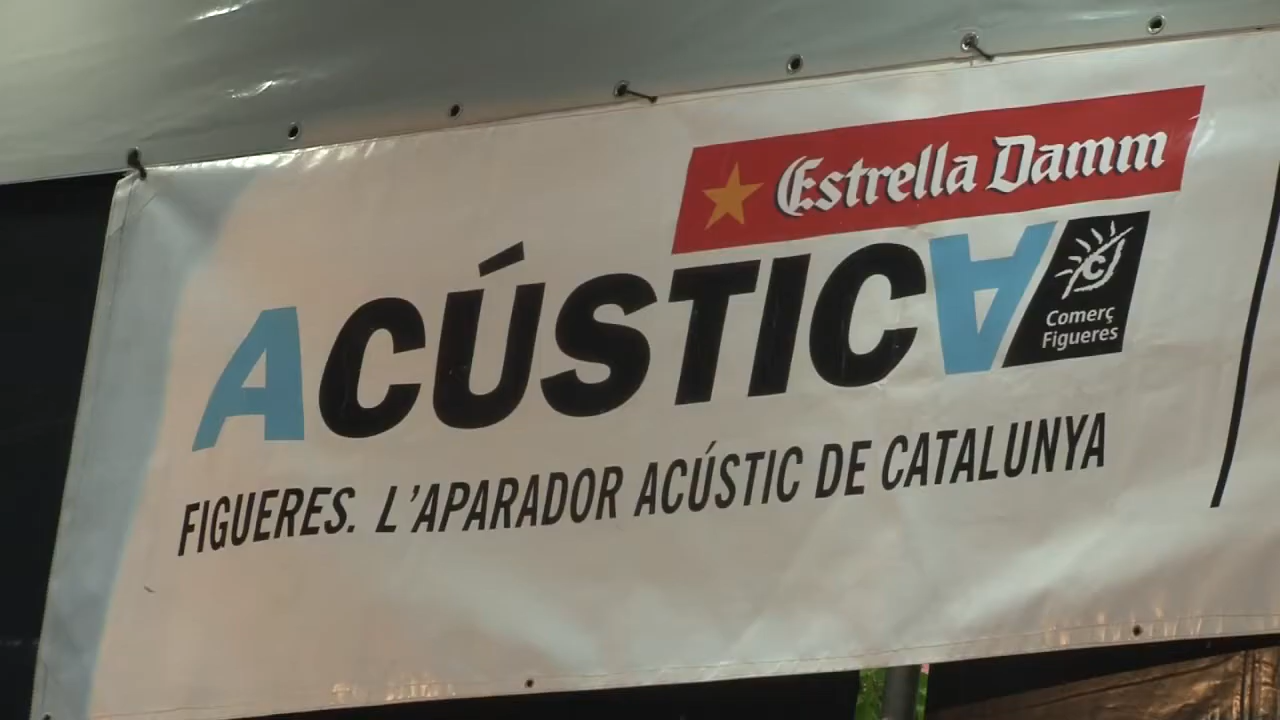 Estrella Damm
ACÚSTICA
Comerç
Figueres
FIGUERES. L'APARADOR ACÚSTIC DE CATALUNYA